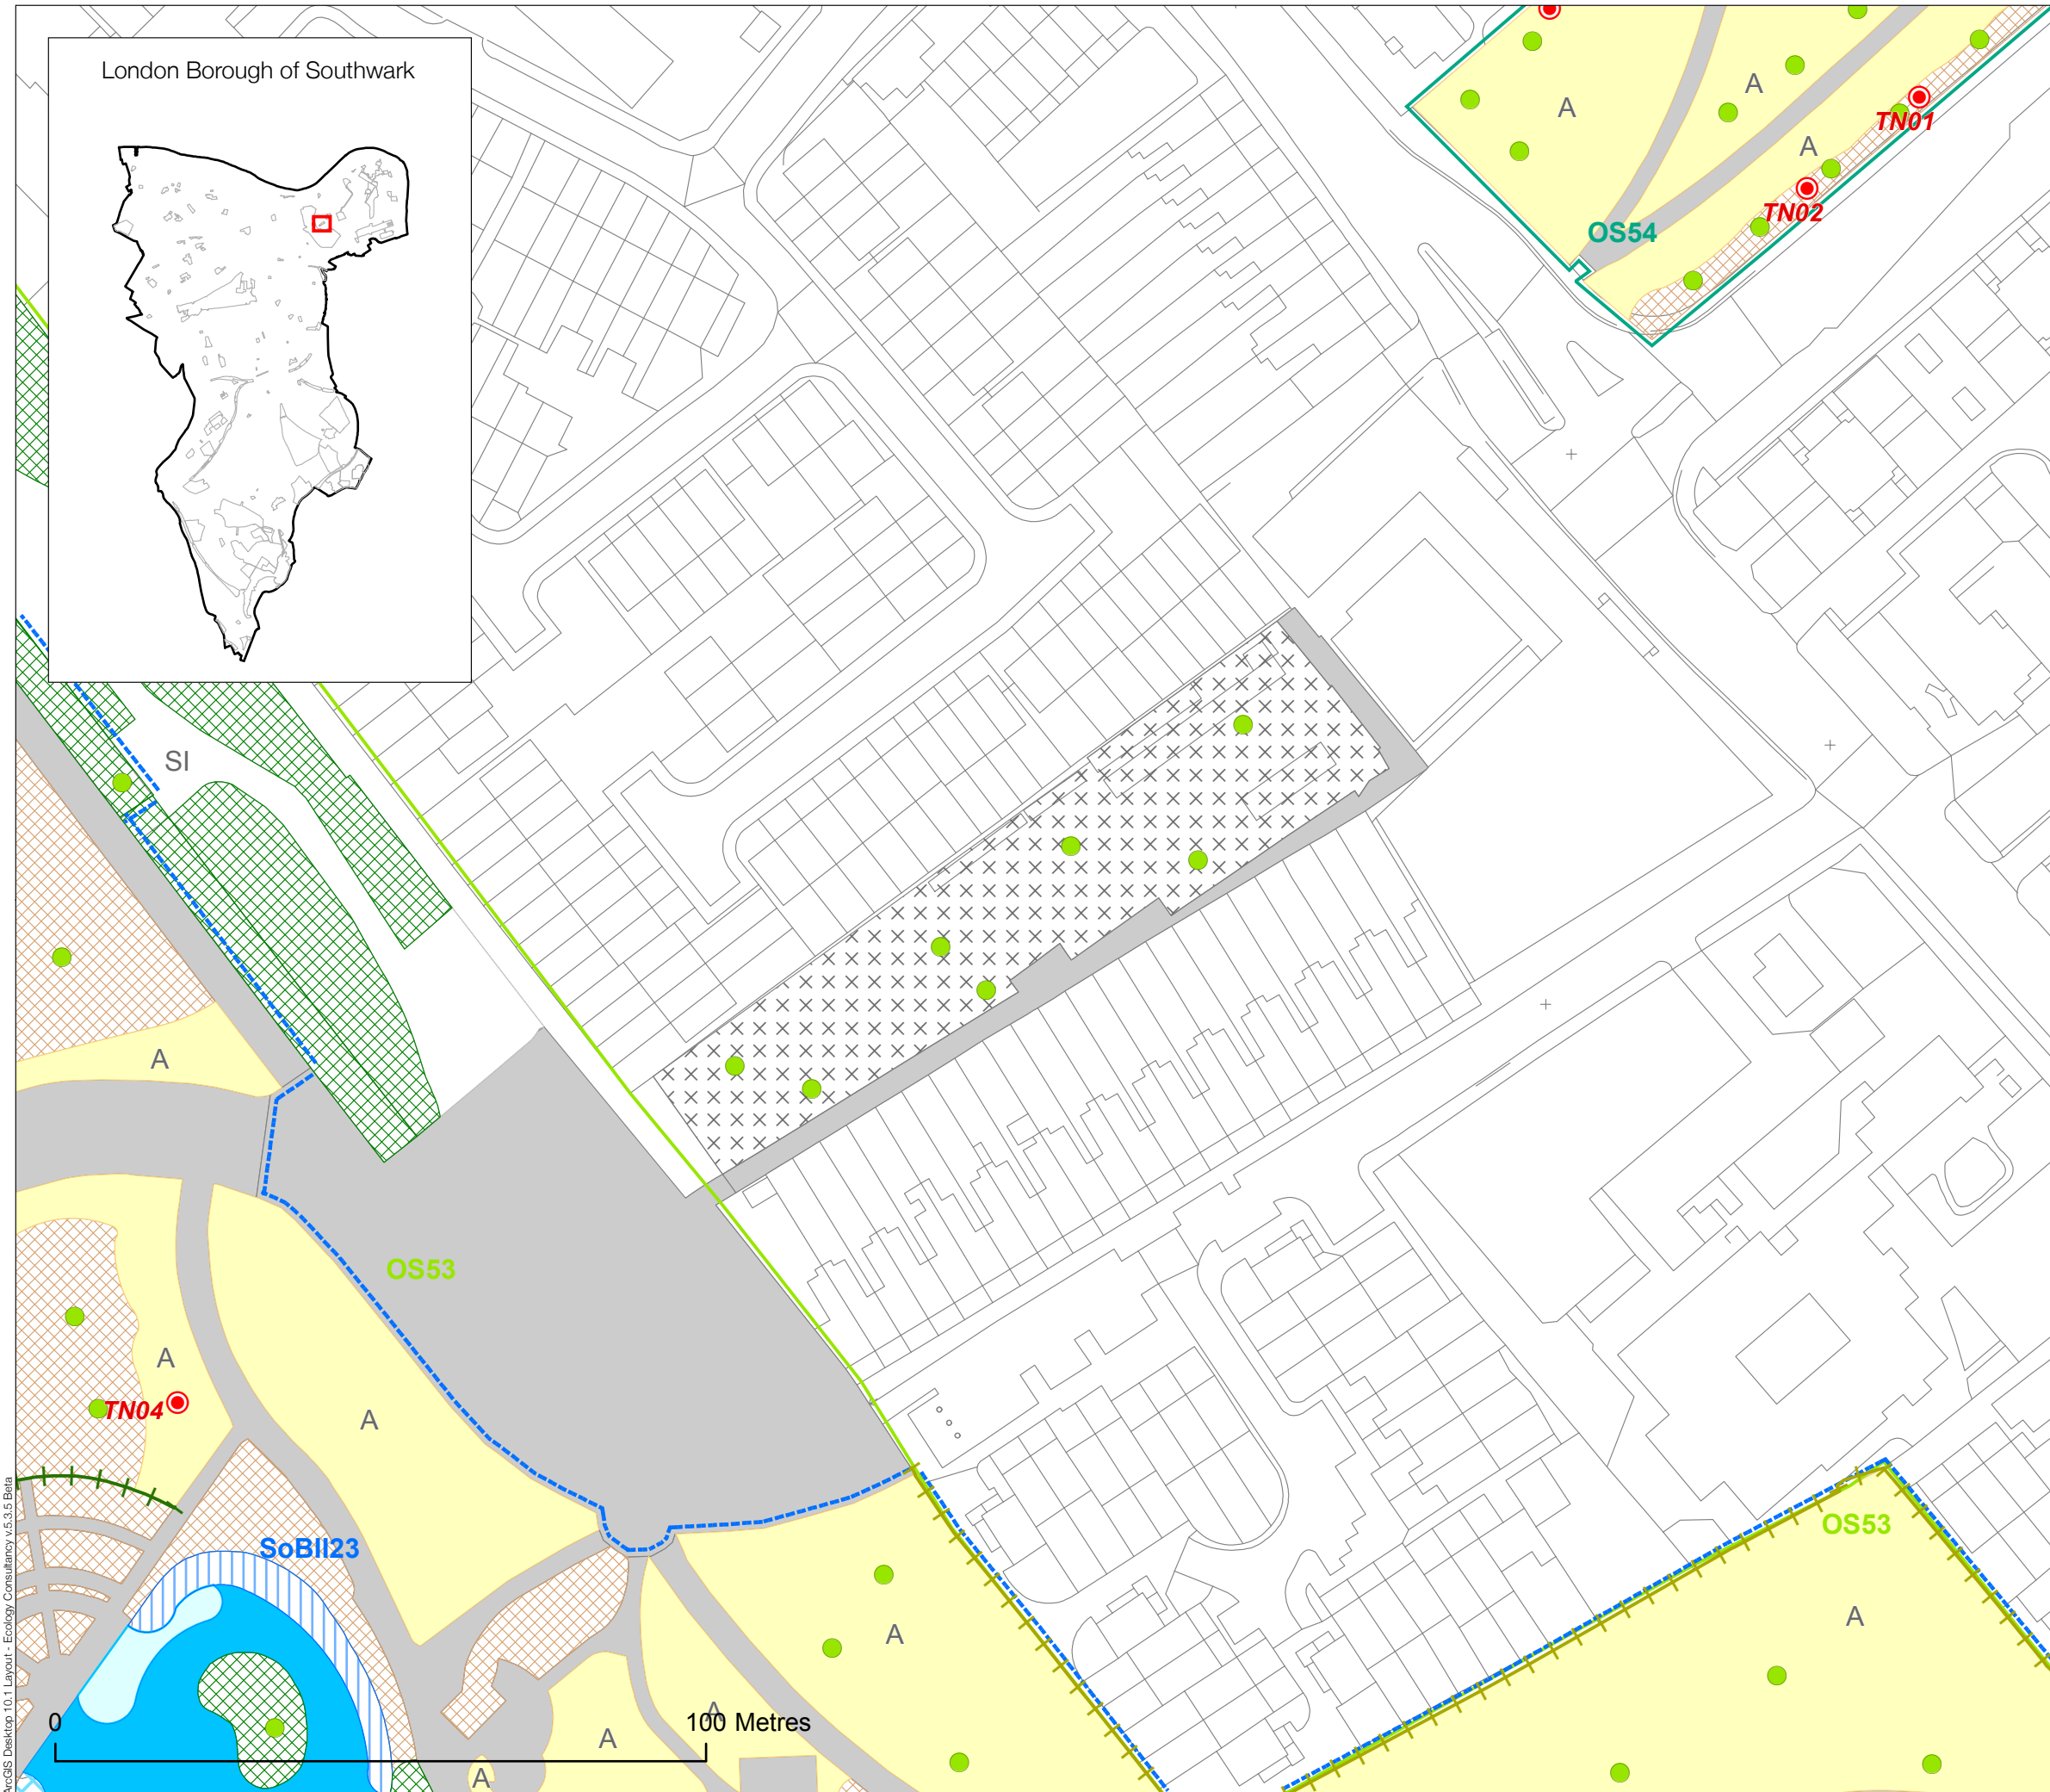 London Borough of Southwark
A
A
TN01
A
TN02
OS54
SI
A
OS53
A
TN04
A
SoBII23
OS53
A
A
0
100 Metres
A
A
A
ArcGIS Desktop 10.1 Layout - Ecology Consultancy v.5.3.5 Beta